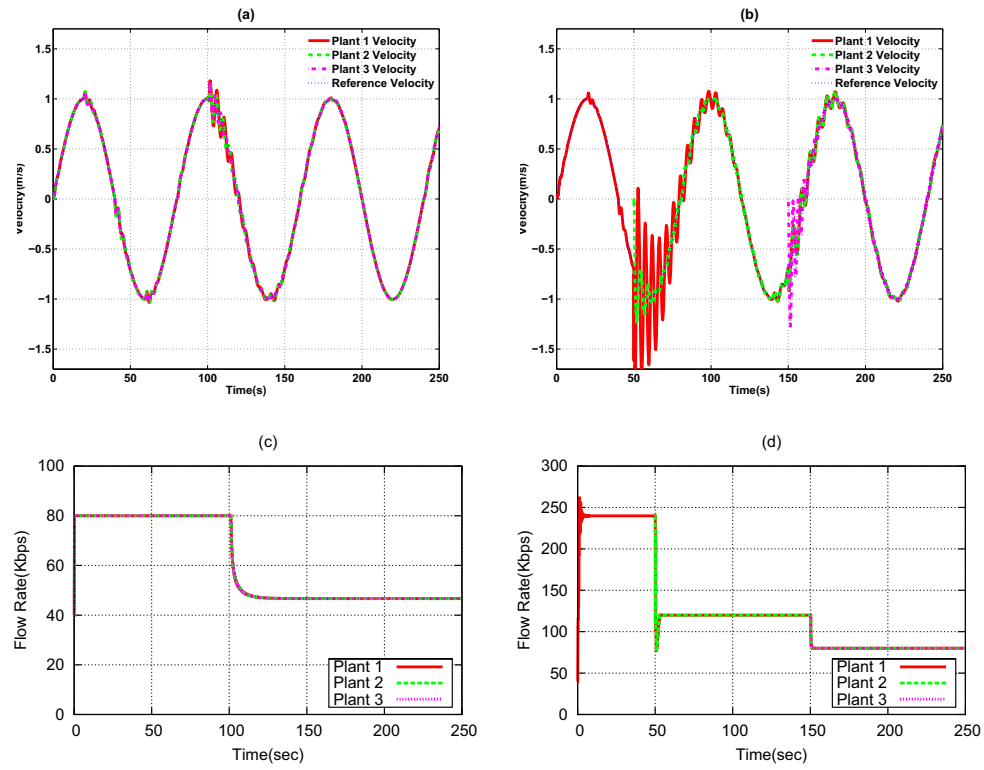 (a)
1.5
1
0.5
0
−0.5
−1
−1.5
Velocity(m/s)
Plant 1 Velocity
Plant 2 Velocity
Plant 3 Velocity
Reference Velocity
0 50 100 150 200 250
Time(s)
(b)
1.5
1
0.5
0
−0.5
−1
−1.5
Velocity(m/s)
Plant 1 Velocity
Plant 2 Velocity
Plant 3 Velocity
Reference Velocity
0 50 100 150 200 250
Time(s)
(c)
100
80
60
40
20
0
Flow Rate(Kbps)
Plant 1
Plant 2
Plant 3
0 50 100 150 200 250
Time(sec)
(d)
300
250
200
150
100
50
0
Flow Rate(Kbps)
Plant 1
Plant 2
Plant 3
0 50 100 150 200 250
Time(sec)